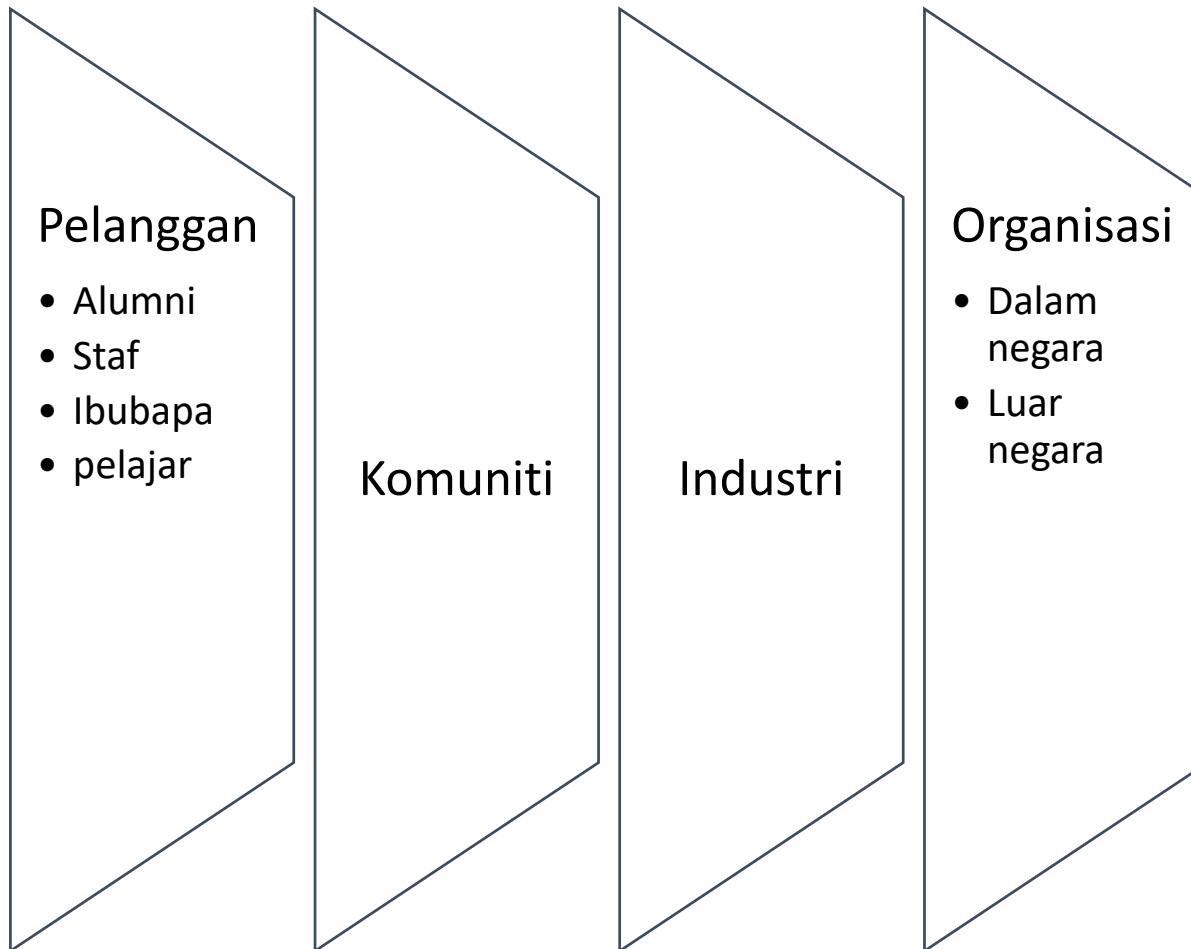 Pelanggan
• Alumni
• Staf
• Ibubapa
• pelajar
Komuniti
Industri
Organisasi
• Dalam
negara
• Luar
negara